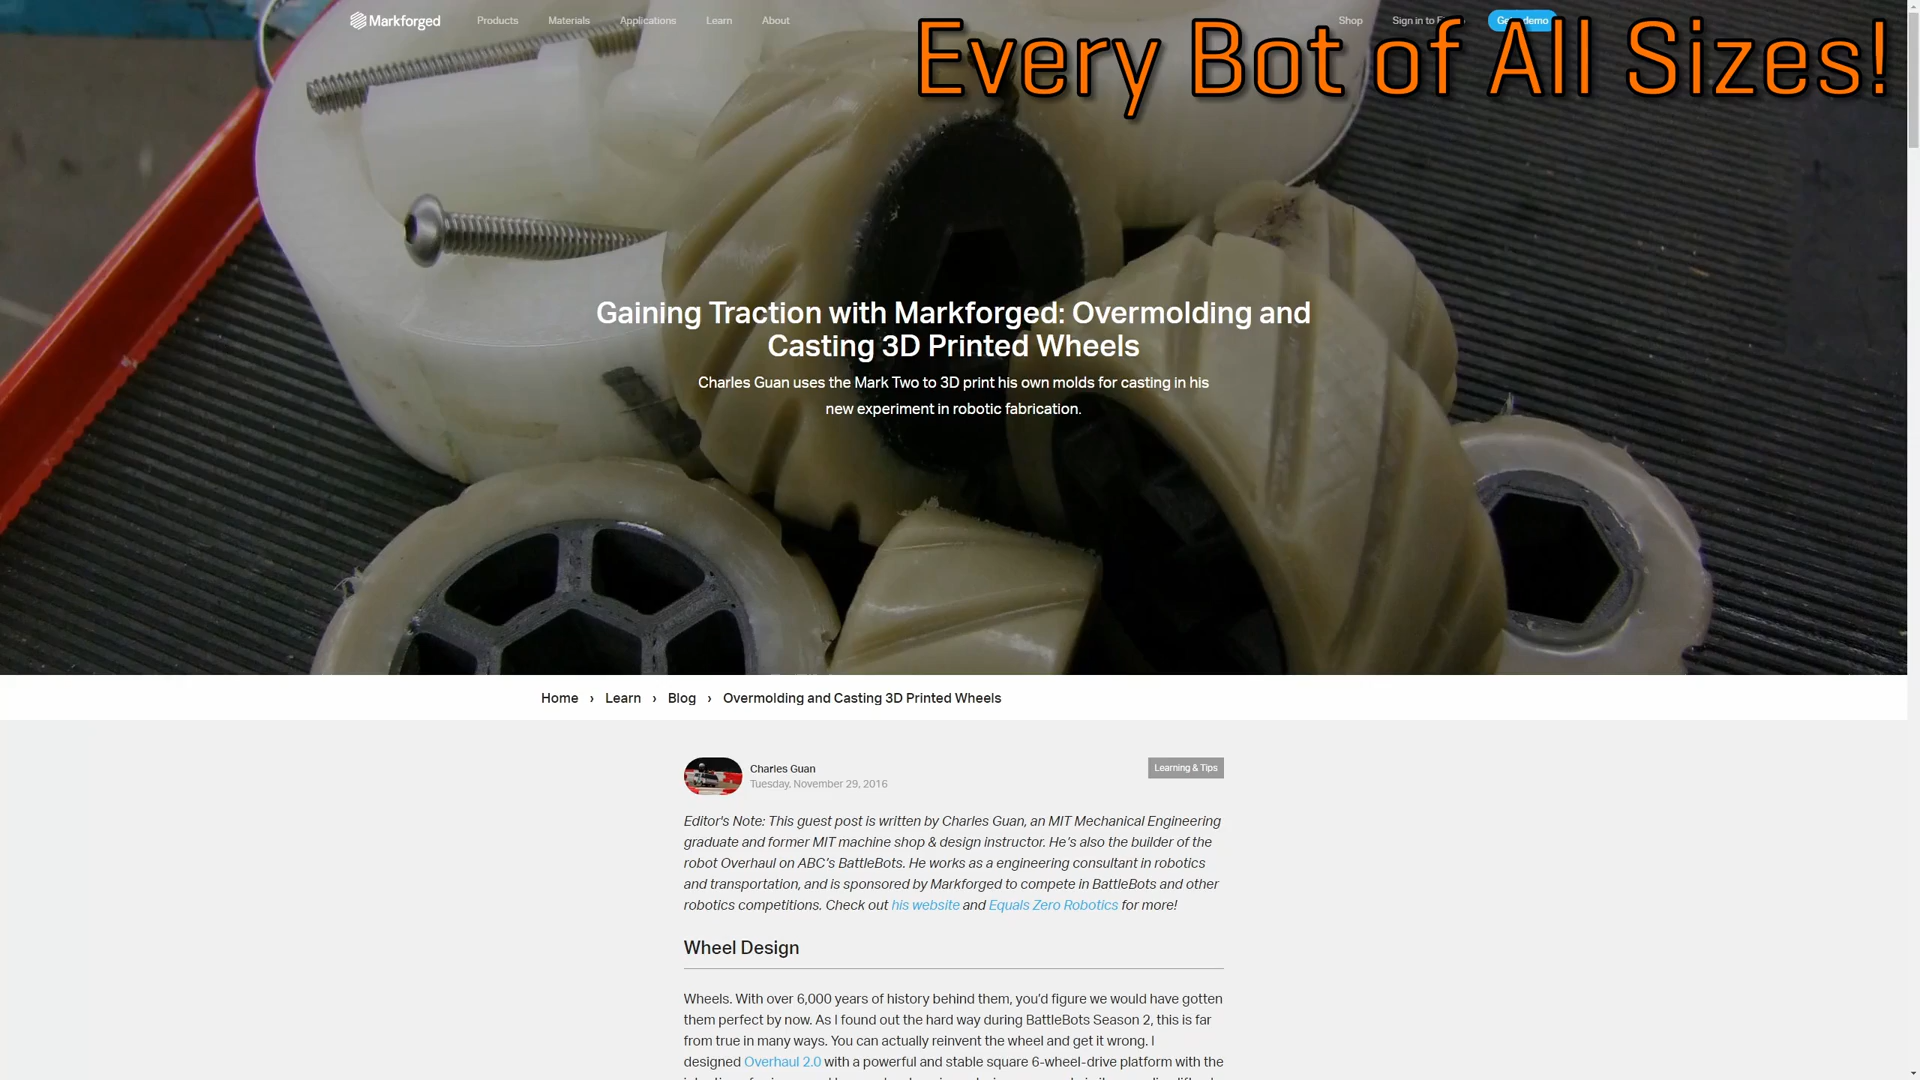 Markforged
Products Materials Applications Learn About
Shop Sign in to
Every Bot of All Sizes!
Gaining Traction with Markforged: Overmolding and
Casting 3D Printed Wheels
Charles Guan uses the Mark Two to 3D print his own molds for casting in his
new experiment in robotic fabrication.
Home › Learn › Blog › Overmolding and Casting 3D Printed Wheels
Charles Guan
Tuesday, November 29, 2016
Learning & Tips
Editor's Note: This guest post is written by Charles Guan, an MIT Mechanical Engineering
graduate and former MIT machine shop & design instructor. He's also the builder of the
robot Overhaul on ABC's BattleBots. He works as a engineering consultant in robotics
and transportation, and is sponsored by Markforged to compete in BattleBots and other
robotics competitions. Check out his website and Equals Zero Robotics for more!
Wheel Design
Wheels. With over 6,000 years of history behind them, you'd figure we would have gotten
them perfect by now. As I found out the hard way during BattleBots Season 2, this is far
from true in many ways. You can actually reinvent the wheel and get it wrong. I
designed Overhaul 2.0 with a powerful and stable square 6-wheel-drive platform with the